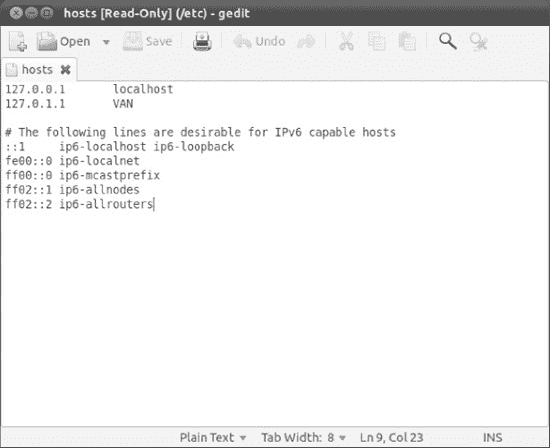 hosts [Read-Only] (/etc) - gedit
Open Save Undo
hosts
127.0.0.1 localhost
127.0.1.1 VAN
# The following lines are desirable for IPv6 capable hosts
::1 ip6-localhost ip6-loopback
fe00::0 ip6-localnet
ff00::0 ip6-mcastprefix
ff02::1 ip6-allnodes
ff02::2 ip6-allrouters
Plain Text Tab Width: 8 Ln 9, Col 23 INS